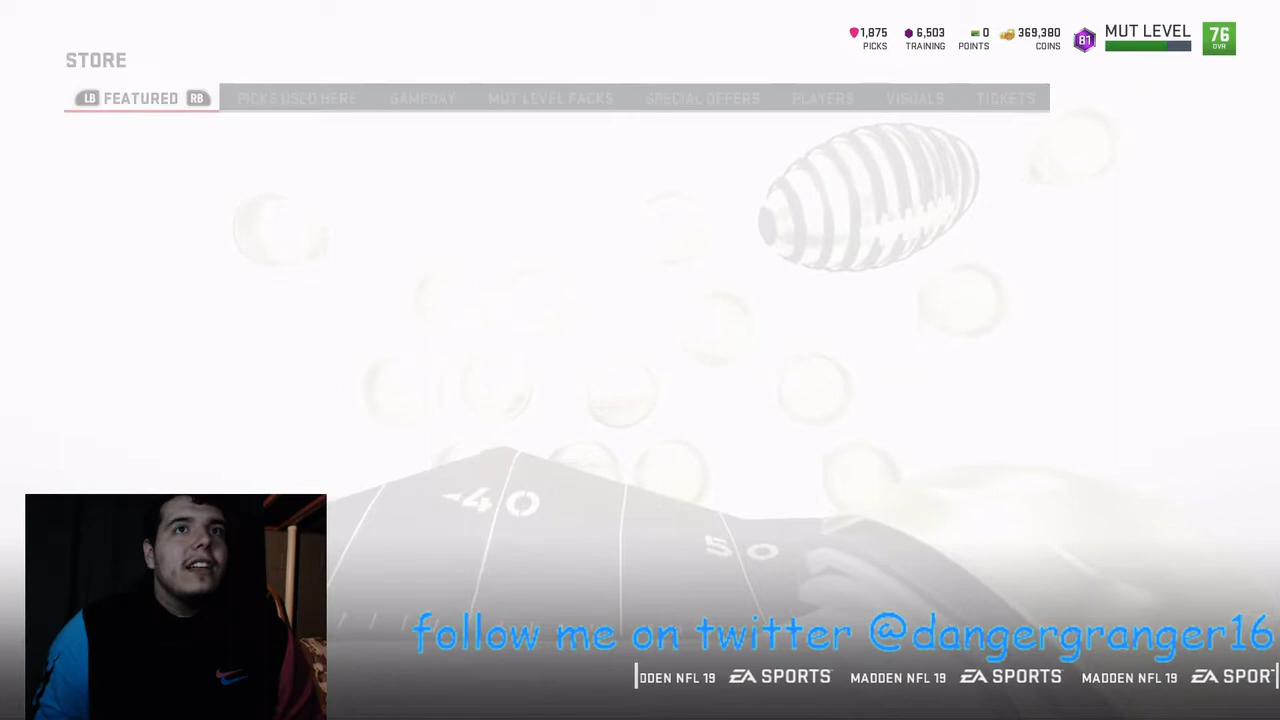 STORE
1,875 PICKS
6,503 TRAINING
0 POINTS
369,380 COINS
81
MUT LEVEL
76 OVR
LB FEATURED RB
PICKS USED HERE
GAMEDAY
MUT LEVEL PACKS
SPECIAL OFFERS
PLAYERS
VISUALS
TICKETS
40
50
follow me on twitter @dangergranger16
DDEN NFL 19 EA SPORTS MADDEN NFL 19 EA SPORTS MADDEN NFL 19 EA SPOR